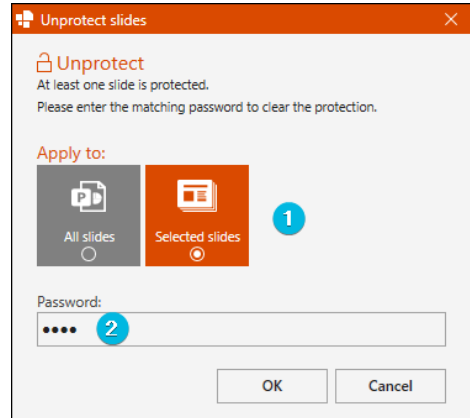 Unprotect slides
Unprotect
At least one slide is protected.
Please enter the matching password to clear the protection.
Apply to:
All slides
Selected slides
1
Password:
•••• 2
OK
Cancel